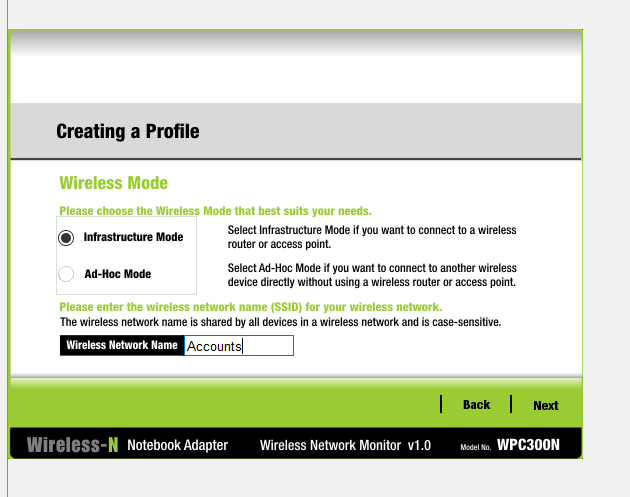 Creating a Profile
Wireless Mode
Please choose the Wireless Mode that best suits your needs.
Infrastructure Mode
Select Infrastructure Mode if you want to connect to a wireless
router or access point.
Ad-Hoc Mode
Select Ad-Hoc Mode if you want to connect to another wireless
device directly without using a wireless router or access point.
Please enter the wireless network name (SSID) for your wireless network.
The wireless network name is shared by all devices in a wireless network and is case-sensitive.
Wireless Network Name Accounts
Back Next
Wireless-N Notebook Adapter Wireless Network Monitor v1.0 Model No. WPC300N